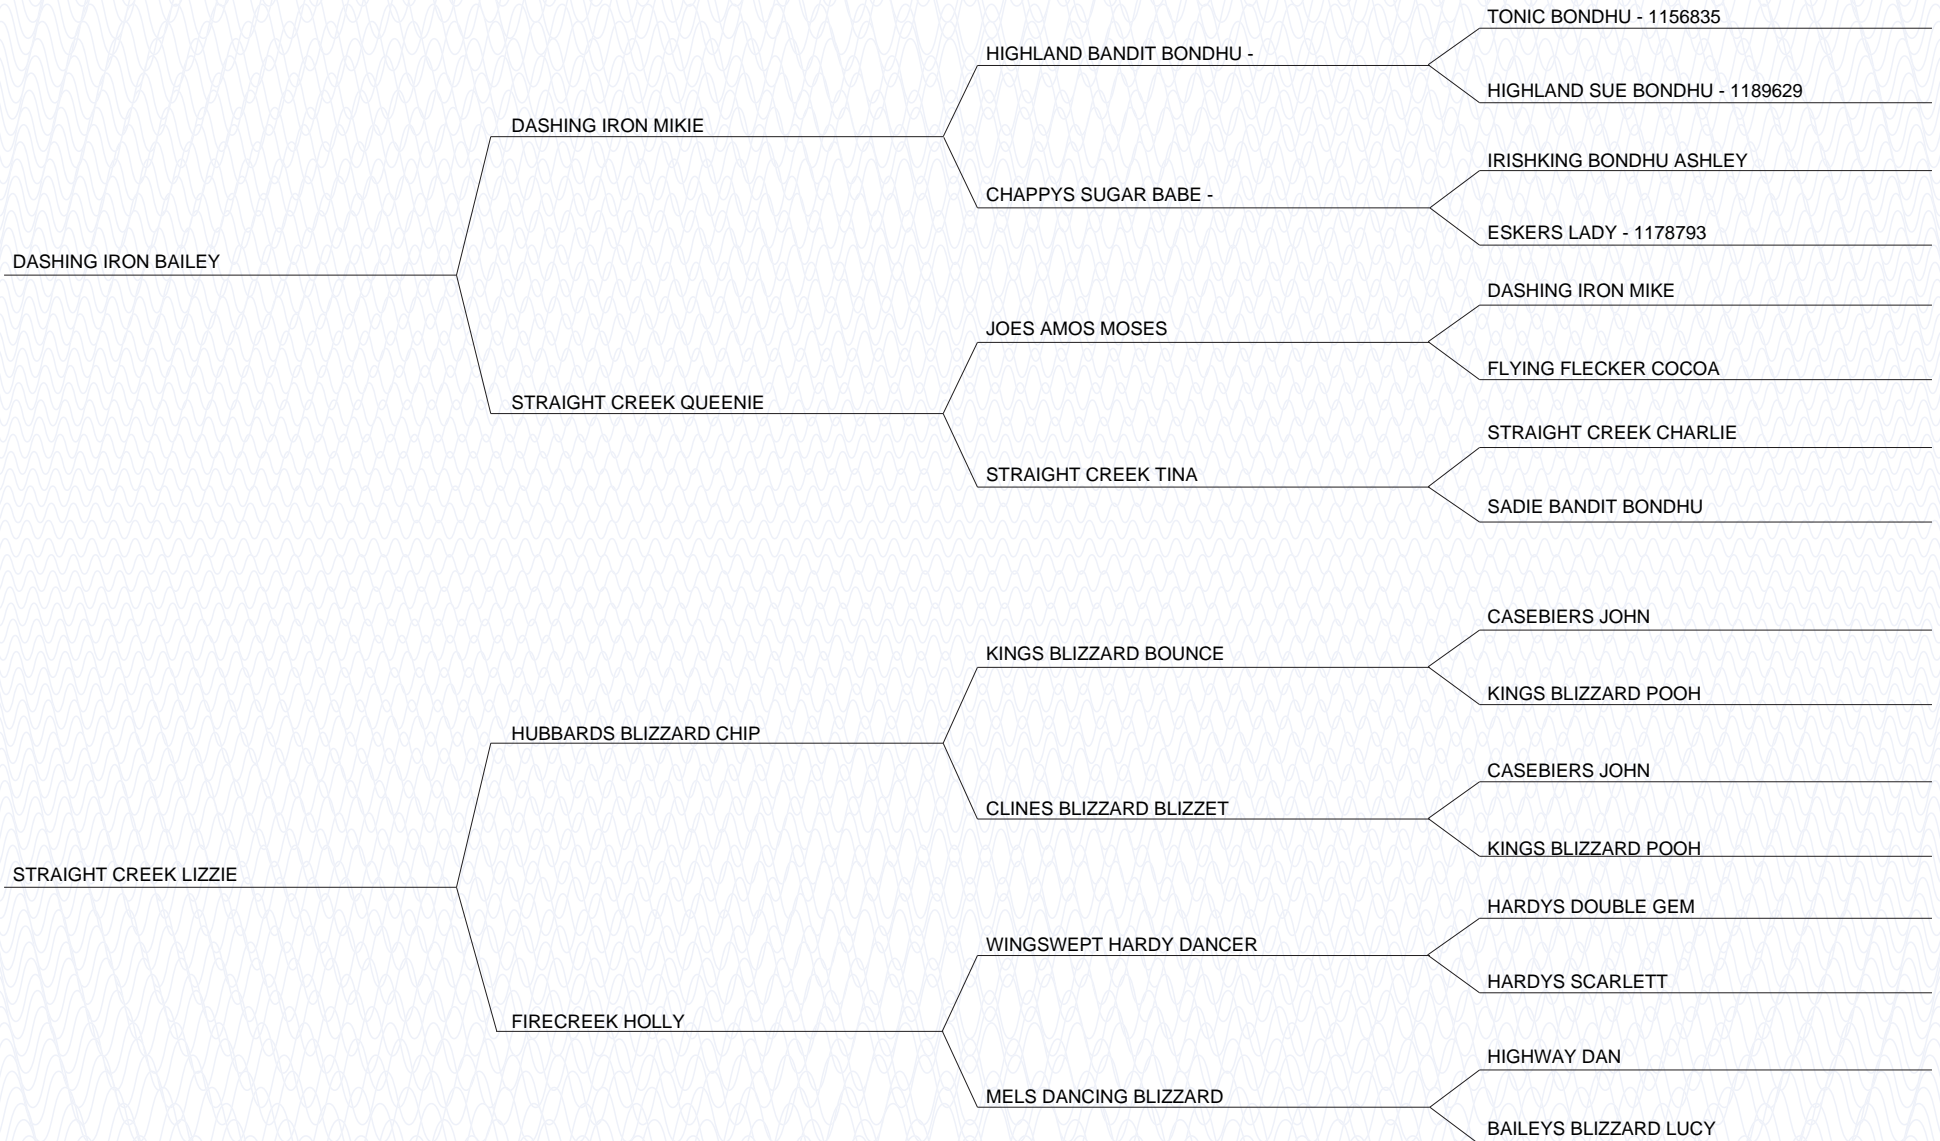 TONIC BONDHU - 1156835
HIGHLAND BANDIT BONDHU -
HIGHLAND SUE BONDHU - 1189629
DASHING IRON MIKIE
IRISHKING BONDHU ASHLEY
CHAPPYS SUGAR BABE -
ESKERS LADY - 1178793
DASHING IRON BAILEY
DASHING IRON MIKE
JOES AMOS MOSES
FLYING FLECKER COCOA
STRAIGHT CREEK QUEENIE
STRAIGHT CREEK CHARLIE
STRAIGHT CREEK TINA
SADIE BANDIT BONDHU
CASEBIERS JOHN
KINGS BLIZZARD BOUNCE
KINGS BLIZZARD POOH
HUBBARDS BLIZZARD CHIP
CASEBIERS JOHN
CLINES BLIZZARD BLIZZET
KINGS BLIZZARD POOH
STRAIGHT CREEK LIZZIE
HARDYS DOUBLE GEM
WINGSWEPT HARDY DANCER
HARDYS SCARLETT
FIRECREEK HOLLY
HIGHWAY DAN
MELS DANCING BLIZZARD
BAILEYS BLIZZARD LUCY